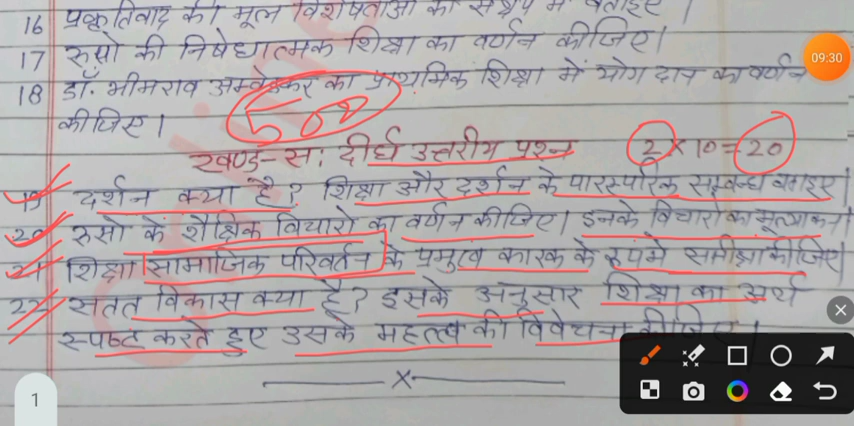 16 प्रकृतिवाद की मूल विशेषताओं को संक्षेप में बताइए।
17 रूसो की निषेधात्मक शिक्षा का वर्णन कीजिए।
18 डॉ. भीमराव अम्बेडकर का प्राथमिक शिक्षा में योगदान का वर्णन
कीजिए।
खण्ड-स: दीर्घ उत्तरीय प्रश्न 2×10=20
19 दर्शन क्या है? शिक्षा और दर्शन के पारस्परिक सम्बन्ध बताइए।
20 रूसो के शैक्षिक विचारो का वर्णन कीजिए। इनके विचारो का मूल्यांकन।
21 शिक्षा सामाजिक परिवर्तन के प्रमुख कारक के रूप मे समीक्षा कीजिए।
22 सतत विकास क्या है? इसके अनुसार शिक्षा का अर्थ
स्पष्ट करते हुए उसके महत्त्व की विवेचना कीजिए।
x
09:30
1